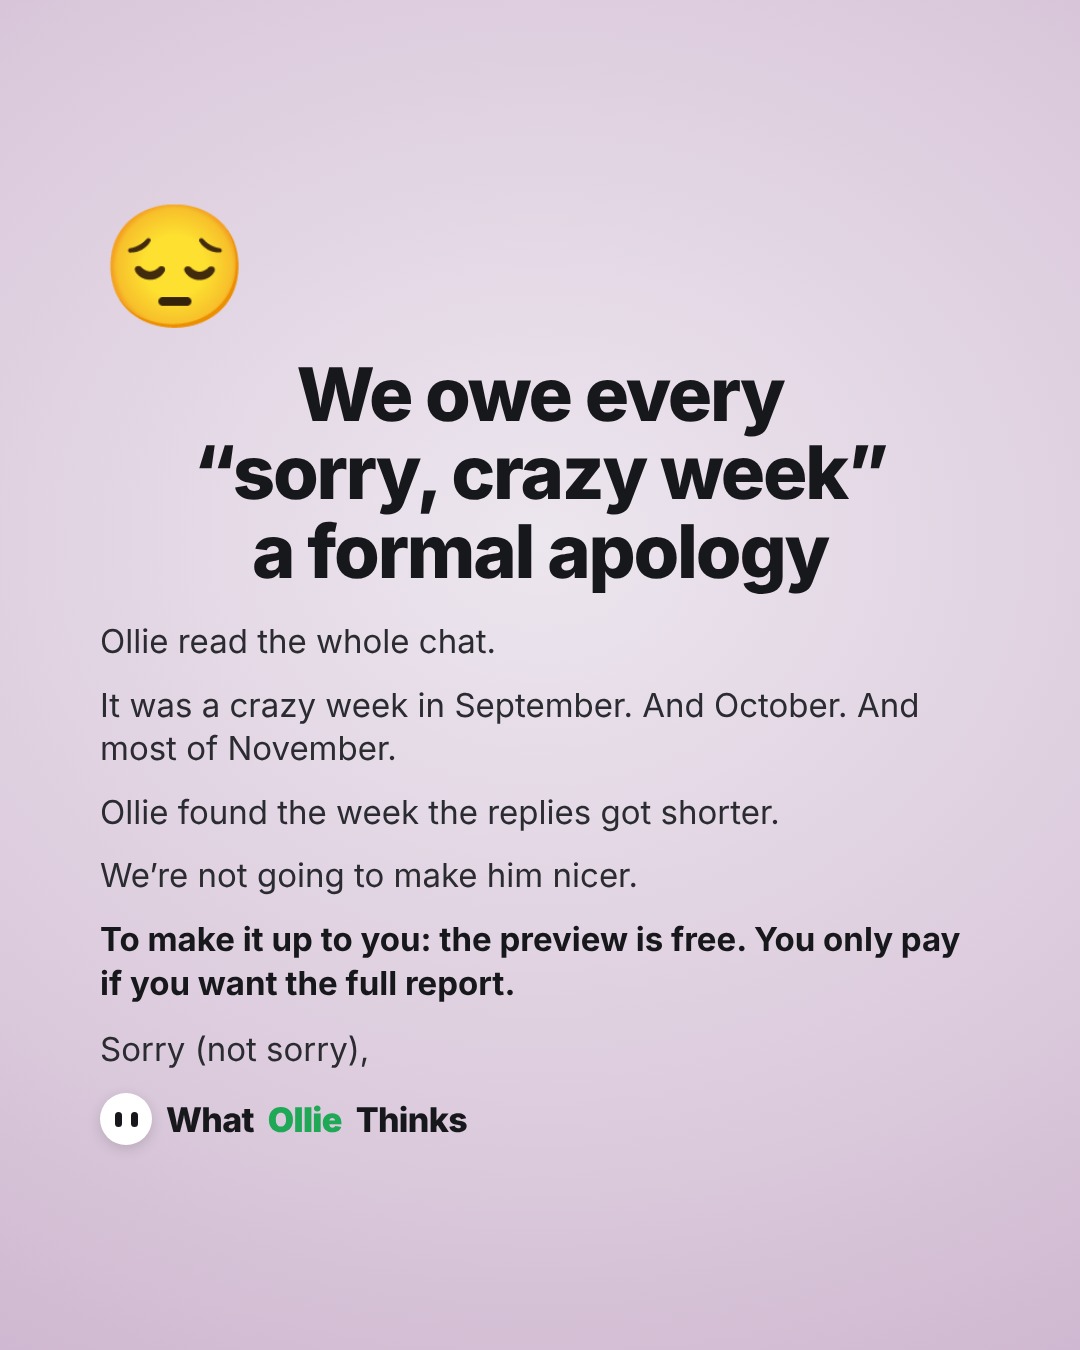 We owe every
“sorry, crazy week”
a formal apology
Ollie read the whole chat.
It was a crazy week in September. And October. And
most of November.
Ollie found the week the replies got shorter.
We’re not going to make him nicer.
To make it up to you: the preview is free. You only pay
if you want the full report.
Sorry (not sorry),
What Ollie Thinks